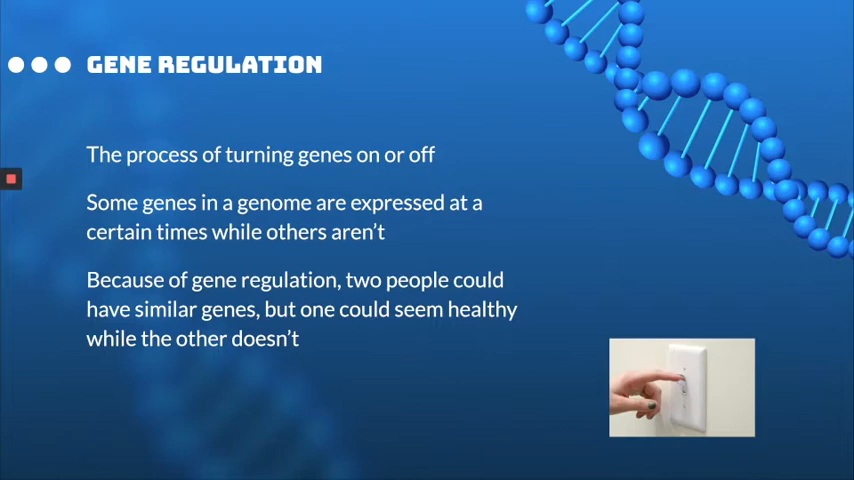 GENE REGULATION
The process of turning genes on or off
Some genes in a genome are expressed at a
certain times while others aren't
Because of gene regulation, two people could
have similar genes, but one could seem healthy
while the other doesn't